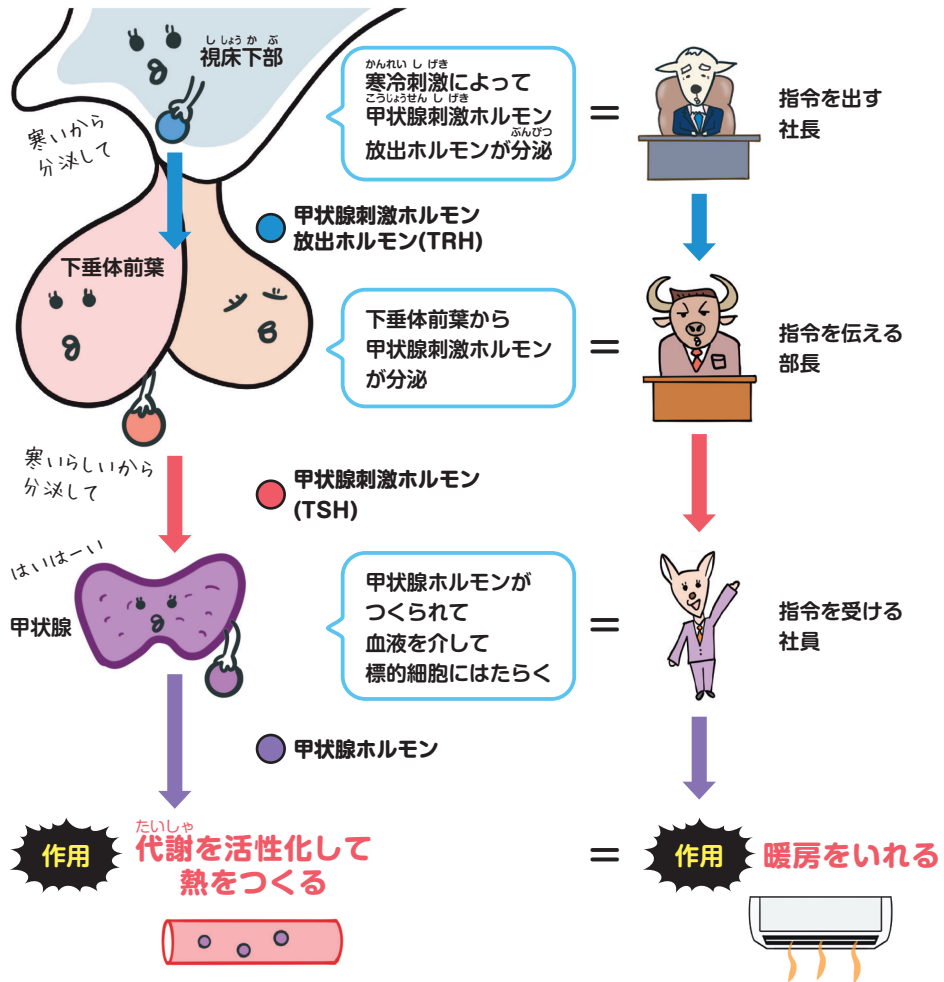 ししょうかぶ
視床下部
寒いから
分泌して
かんれいしげき
寒冷刺激によって
こうじょうせんしげき
甲状腺刺激ホルモン
ぶんぴつ
放出ホルモンが分泌
=
指令を出す
社長
甲状腺刺激ホルモン
放出ホルモン(TRH)
下垂体前葉
下垂体前葉から
甲状腺刺激ホルモン
が分泌
=
指令を伝える
部長
寒いらしいから
分泌して
甲状腺刺激ホルモン
(TSH)
はいはーい
甲状腺
甲状腺ホルモンが
つくられて
血液を介して
標的細胞にはたらく
=
指令を受ける
社員
甲状腺ホルモン
作用
たいしゃ
代謝を活性化して
熱をつくる
=
作用
暖房をいれる